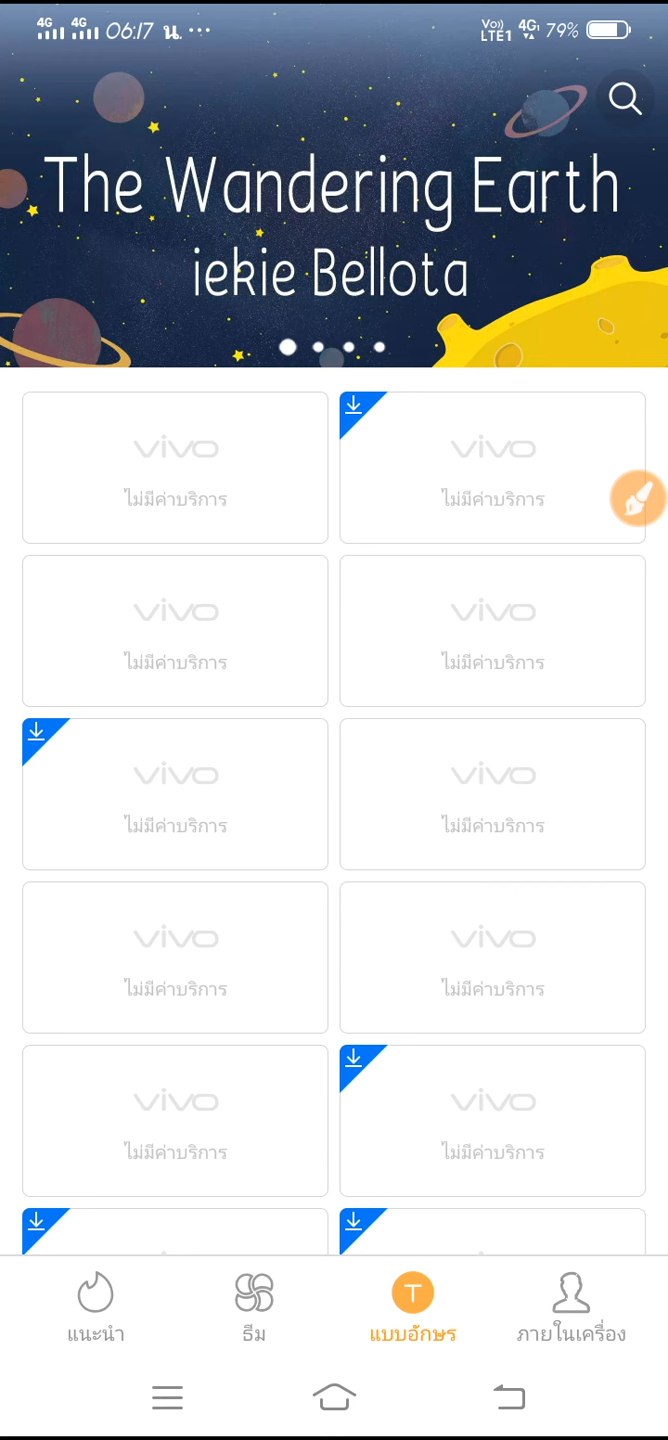 4G 4G 06:17 น. ... Vo)) LTE1 4G 79%
The Wandering Earth
iekie Bellota
vivo vivo
ไม่มีค่าบริการ ไม่มีค่าบริการ
vivo vivo
ไม่มีค่าบริการ ไม่มีค่าบริการ
vivo vivo
ไม่มีค่าบริการ ไม่มีค่าบริการ
vivo vivo
ไม่มีค่าบริการ ไม่มีค่าบริการ
vivo vivo
ไม่มีค่าบริการ ไม่มีค่าบริการ
T
แนะนำ ธีม แบบอักษร ภายในเครื่อง